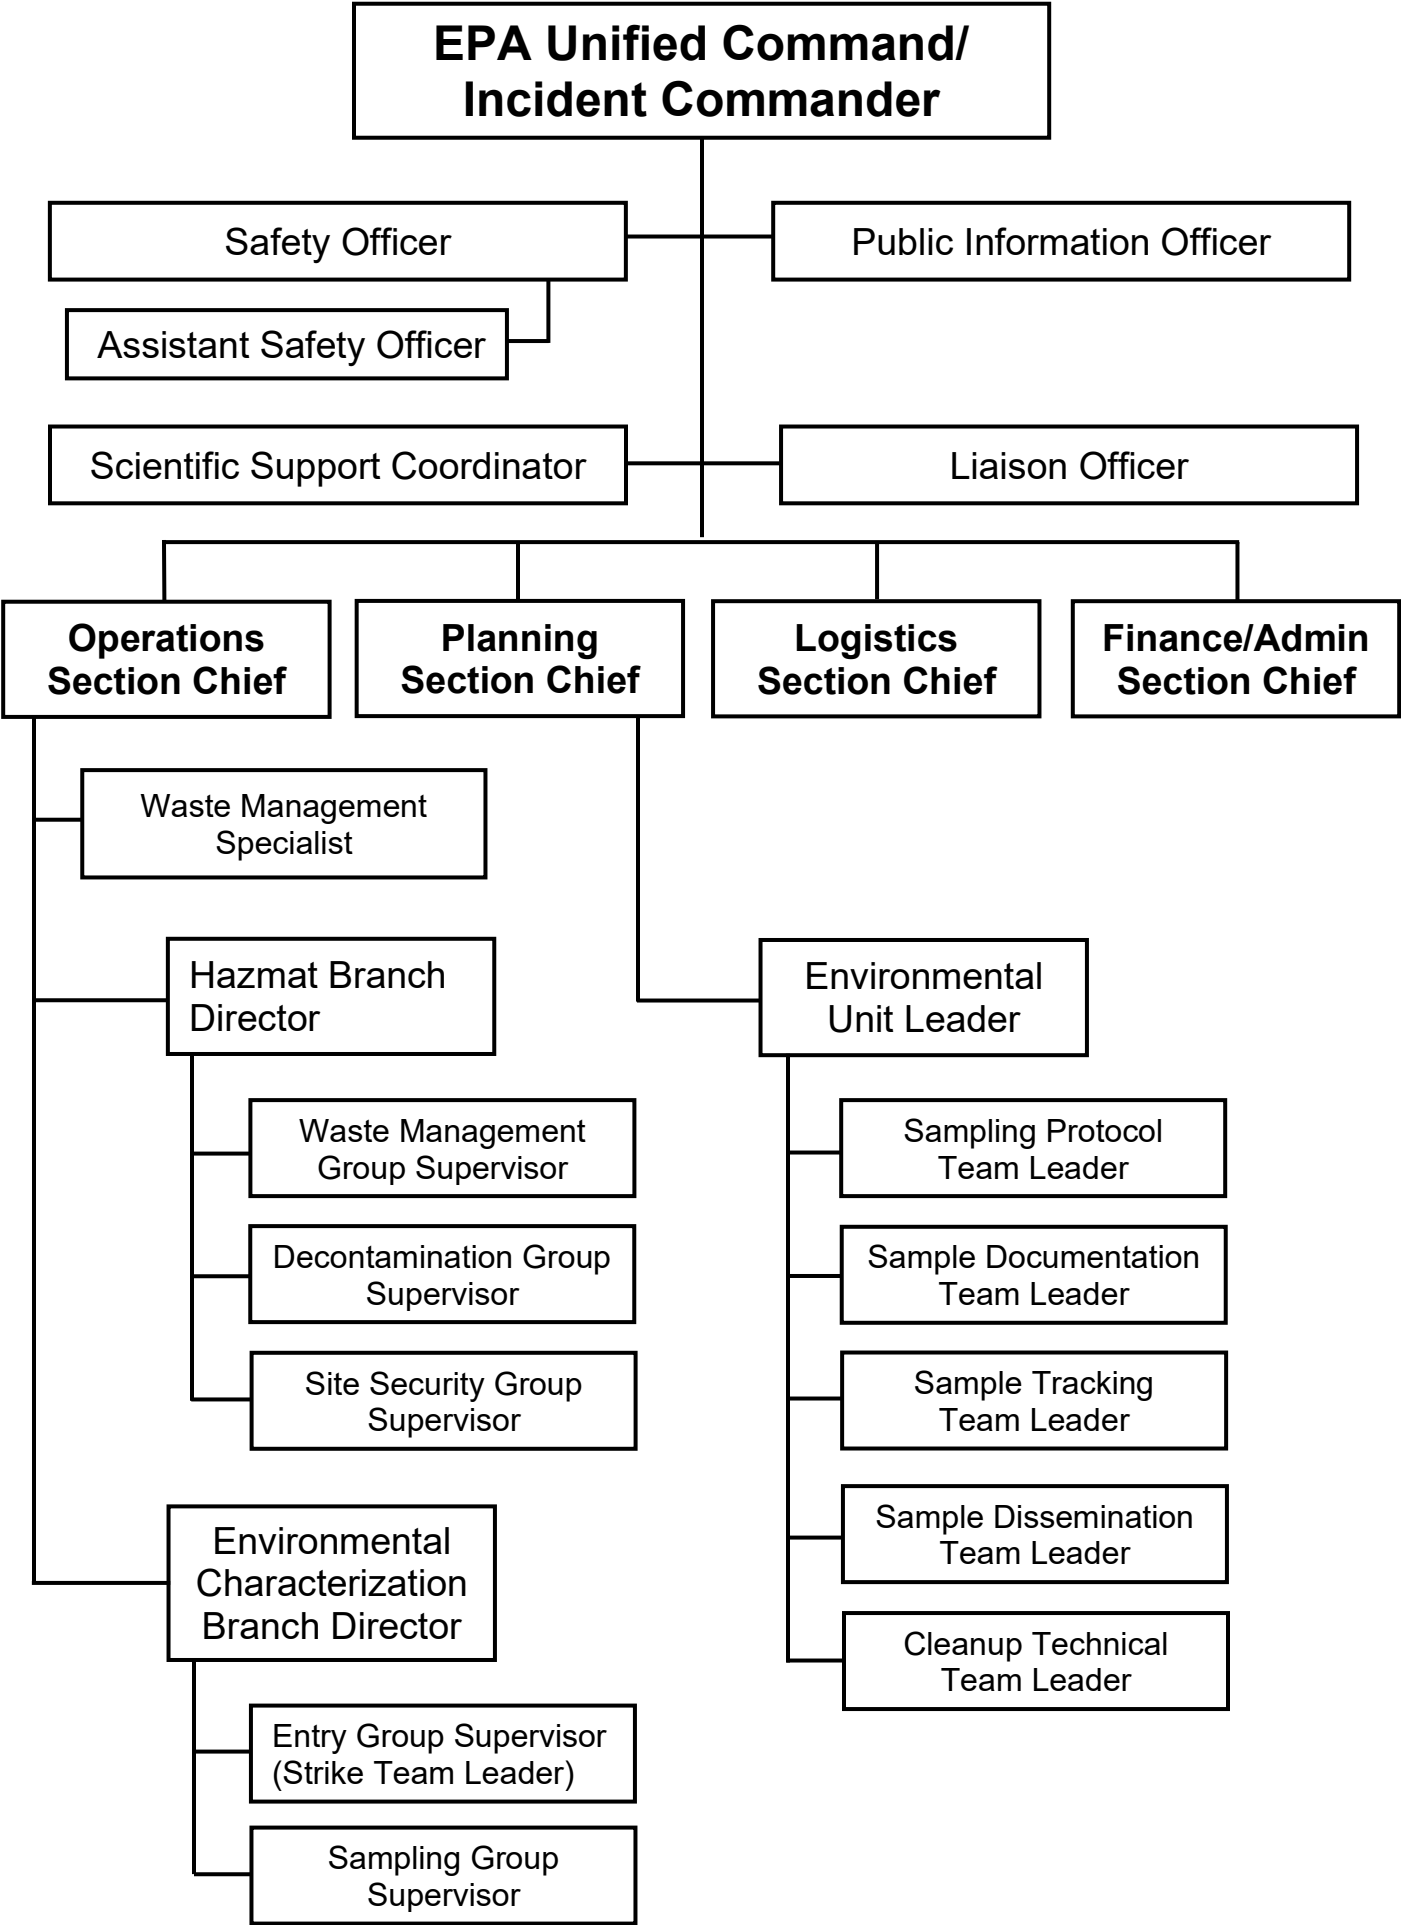 EPA Unified Command/
Incident Commander
Safety Officer
Public Information Officer
Assistant Safety Officer
Scientific Support Coordinator
Liaison Officer
Operations
Section Chief
Planning
Section Chief
Logistics
Section Chief
Finance/Admin
Section Chief
Waste Management
Specialist
Hazmat Branch
Director
Waste Management
Group Supervisor
Decontamination Group
Supervisor
Site Security Group
Supervisor
Environmental
Characterization
Branch Director
Entry Group Supervisor
(Strike Team Leader)
Sampling Group
Supervisor
Environmental
Unit Leader
Sampling Protocol
Team Leader
Sample Documentation
Team Leader
Sample Tracking
Team Leader
Sample Dissemination
Team Leader
Cleanup Technical
Team Leader